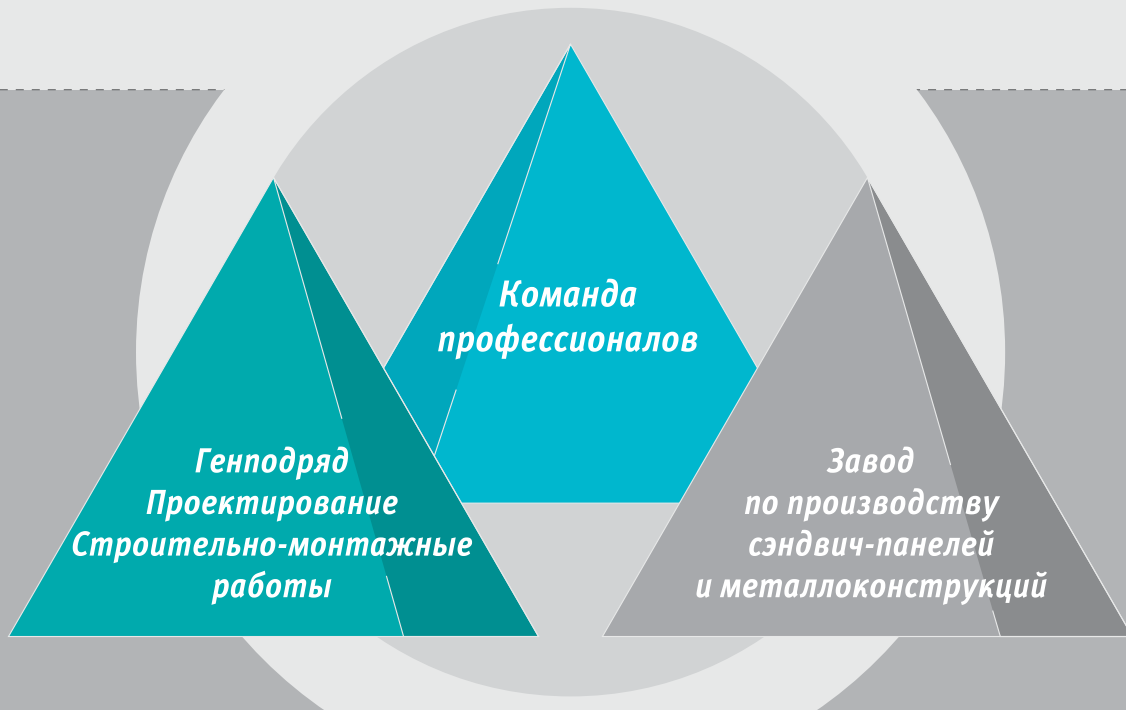 Команда
профессионалов
Генподряд
Проектирование
Строительно-монтажные
работы
Завод
по производству
сэндвич-панелей
и металлоконструкций